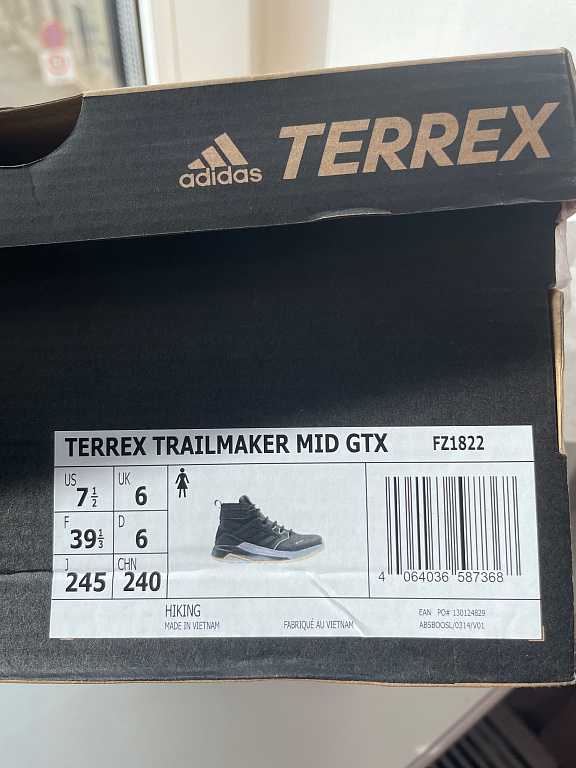 adidas TERREX
TERREX TRAILMAKER MID GTX FZ1822
US 7½ UK 6
F 39⅓ D 6
J 245 CHN 240
4 064036 587368
HIKING
MADE IN VIETNAM FABRIQUÉ AU VIETNAM
EAN PO# 130124829
ABSBOOSL/0314/V01